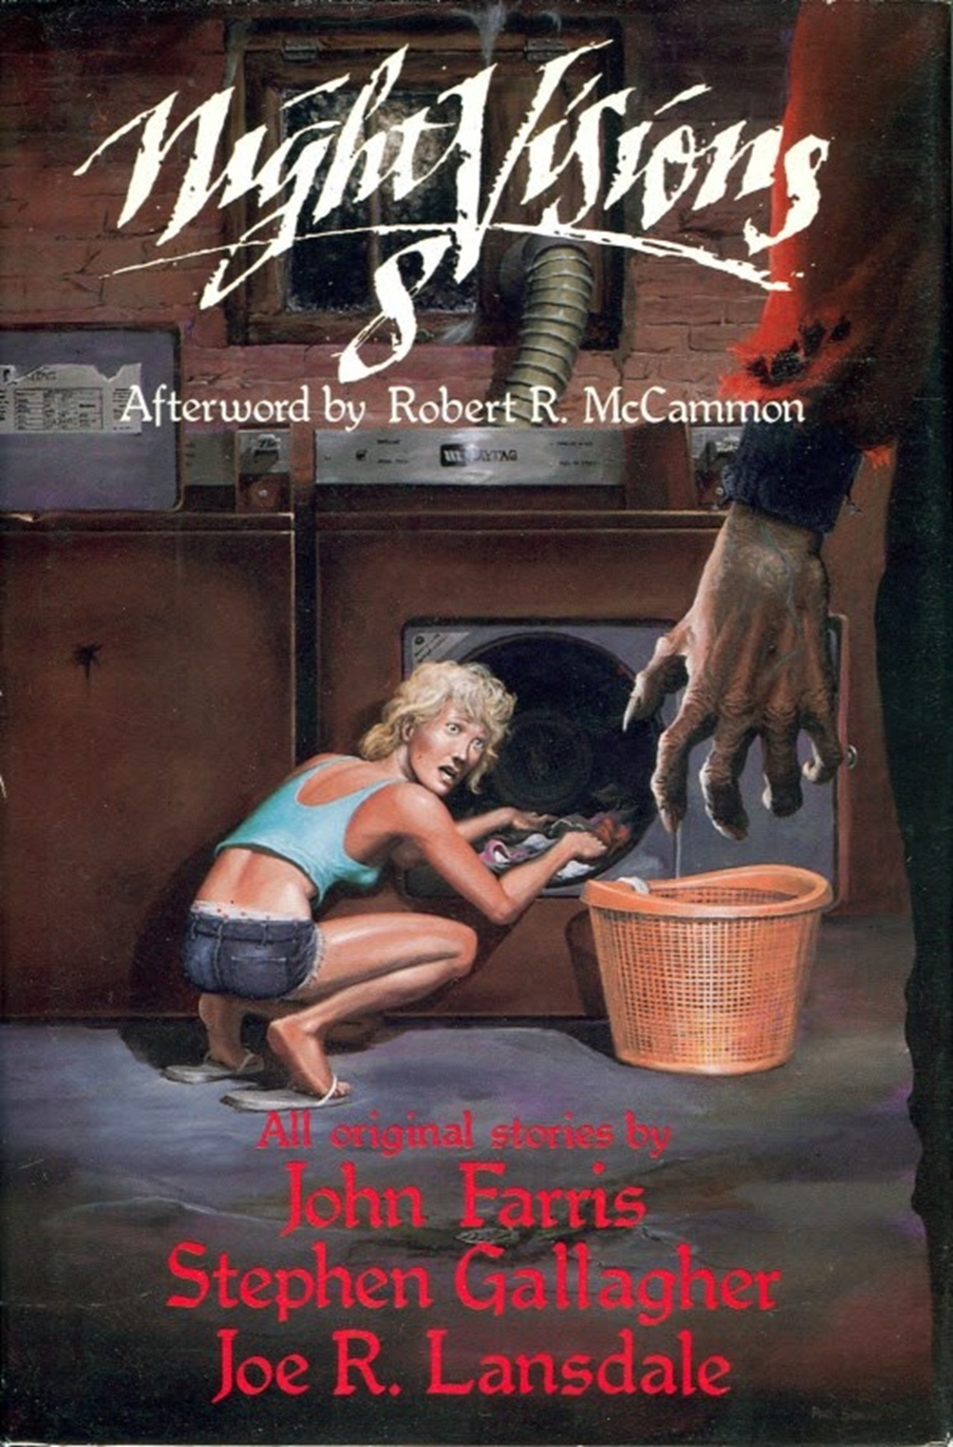 Night Visions
8
Afterword by Robert R. McCammon
MAYTAG
All original stories by
John Farris
Stephen Gallagher
Joe R. Lansdale